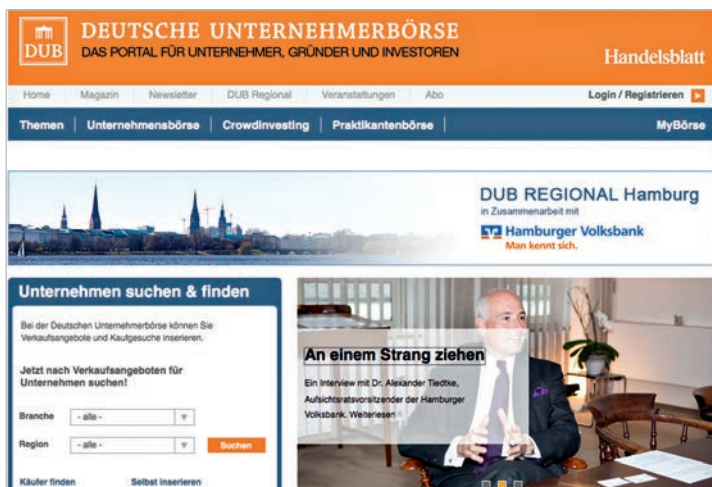 DUB
DEUTSCHE UNTERNEHMERBÖRSE
DAS PORTAL FÜR UNTERNEHMER, GRÜNDER UND INVESTOREN
Handelsblatt
Home Magazin Newsletter DUB Regional Veranstaltungen Abo Login / Registrieren
Themen Unternehmensbörse Crowdinvesting Praktikantenbörse MyBörse
DUB REGIONAL Hamburg
in Zusammenarbeit mit
Hamburger Volksbank
Man kennt sich.
Unternehmen suchen & finden
Bei der Deutschen Unternehmerbörse können Sie
Verkaufsangebote und Kaufgesuche inserieren.
Jetzt nach Verkaufsangeboten für
Unternehmen suchen!
Branche - alle -
Region - alle - Suchen
Käufer finden Selbst inserieren
An einem Strang ziehen
Ein Interview mit Dr. Alexander Tiedtke,
Aufsichtsratsvorsitzender der Hamburger
Volksbank. Weiterlesen